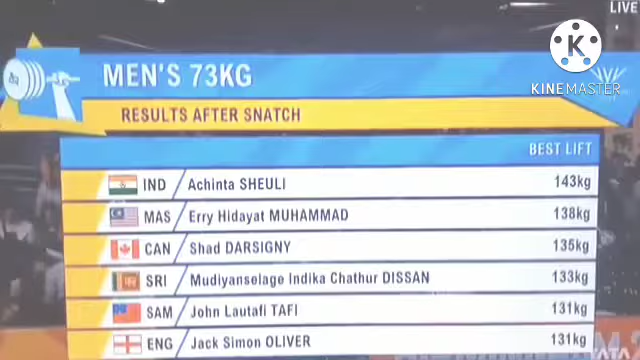 LIVE
KINEMASTER
MEN'S 73KG
RESULTS AFTER SNATCH
BEST LIFT
IND Achinta SHEULI 143kg
MAS Erry Hidayat MUHAMMAD 138kg
CAN Shad DARSIGNY 135kg
SRI Mudiyanselage Indika Chathur DISSAN 133kg
SAM John Lautafi TAFI 131kg
ENG Jack Simon OLIVER 131kg